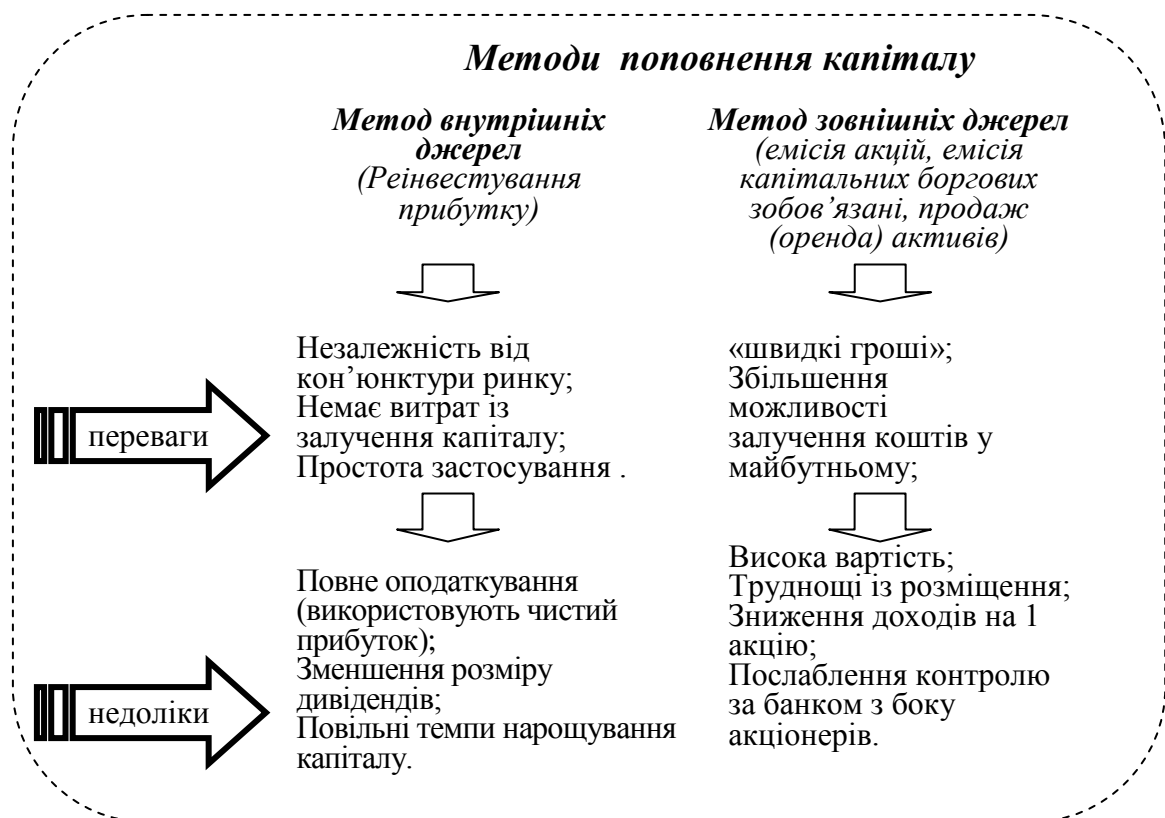 Методи поповнення капіталу
Метод внутрішніх
джерел
(Реінвестування
прибутку)
Метод зовнішніх джерел
(емісія акцій, емісія
капітальних боргових
зобов’язані, продаж
(оренда) активів)
переваги
Незалежність від
кон’юнктури ринку;
Немає витрат із
залучення капіталу;
Простота застосування .
«швидкі гроші»;
Збільшення
можливості
залучення коштів у
майбутньому;
недоліки
Повне оподаткування
(використовують чистий
прибуток);
Зменшення розміру
дивідендів;
Повільні темпи нарощування
капіталу.
Висока вартість;
Труднощі із розміщення;
Зниження доходів на 1
акцію;
Послаблення контролю
за банком з боку
акціонерів.